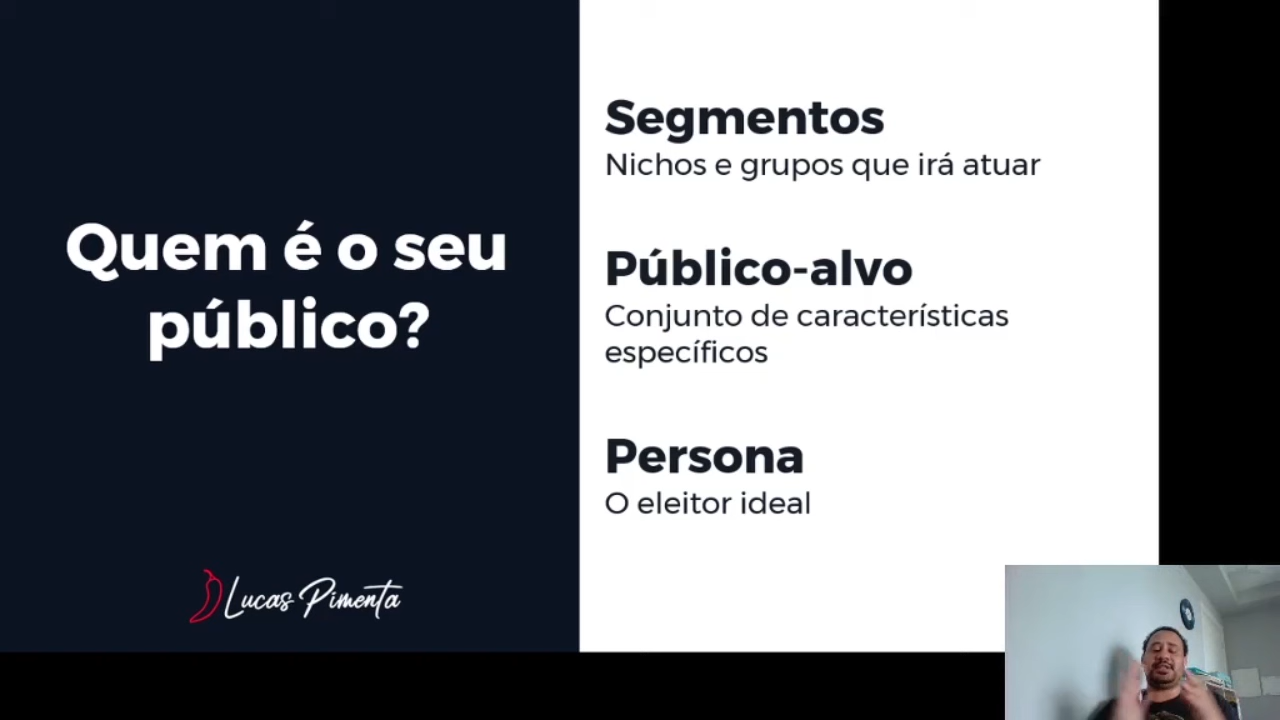 Quem é o seu
público?
Lucas Pimenta
Segmentos
Nichos e grupos que irá atuar
Público-alvo
Conjunto de características
específicos
Persona
O eleitor ideal